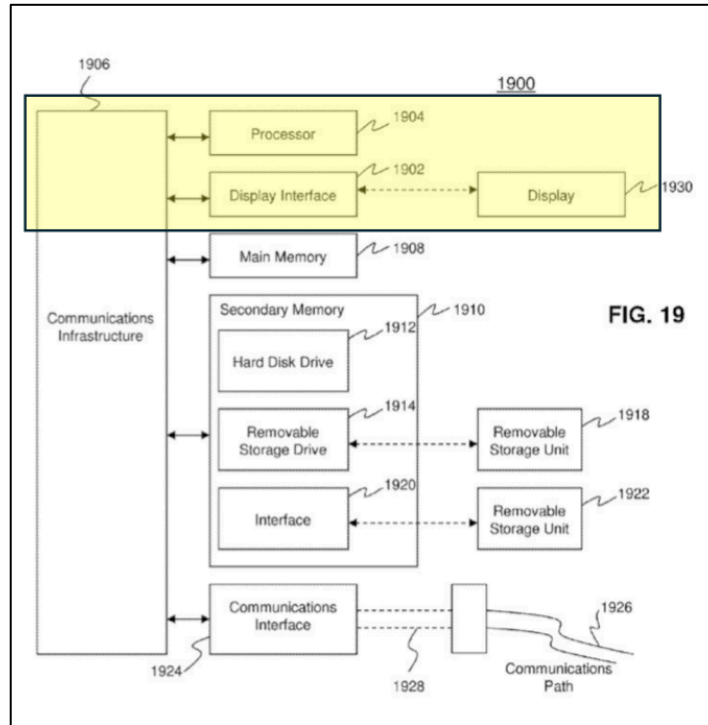 1906
1900
Processor
1904
1902
Display Interface
Display
1930
Main Memory
1908
Communications
Infrastructure
Secondary Memory
1910
FIG. 19
1912
Hard Disk Drive
1914
Removable
Storage Drive
1918
Removable
Storage Unit
1920
Interface
1922
Removable
Storage Unit
Communications
Interface
1924
1928
1926
Communications
Path